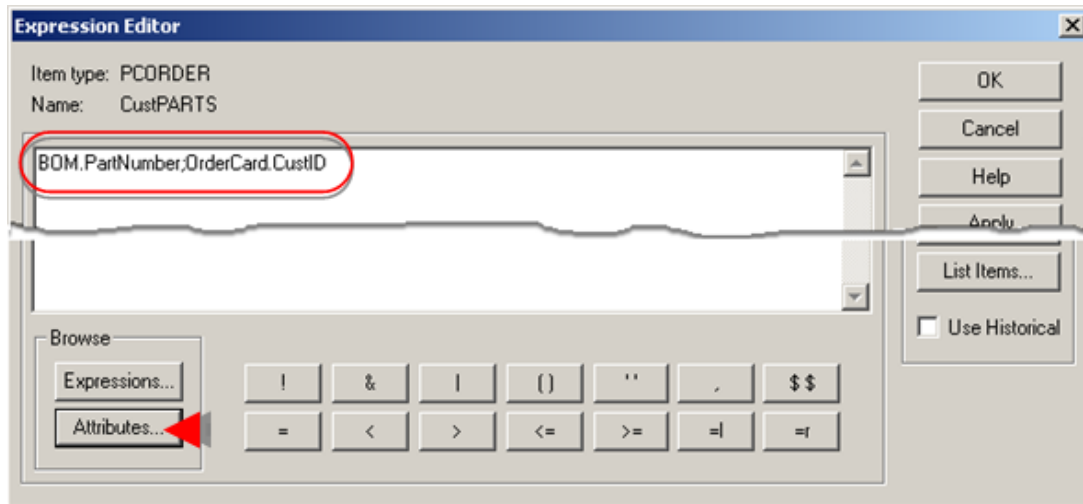 Expression Editor
Item type: PCORDER
Name: CustPARTS
BOM.PartNumber;OrderCard.CustID
OK
Cancel
Help
Apply
List Items...
Use Historical
Browse
Expressions...
Attributes...
! & | () '' , $$
= < > <= >= =l =r